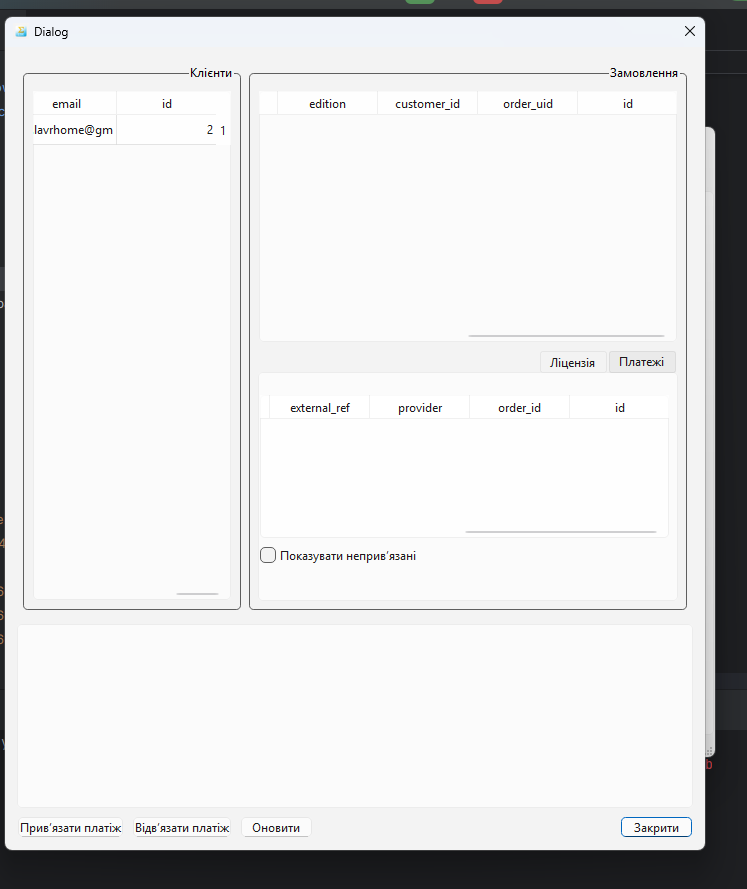 Dialog
Клієнти
Замовлення
email id
edition customer_id order_uid id
lavrhome@gm 2 1
Ліцензія Платежі
external_ref provider order_id id
Показувати неприв’язані
Прив’язати платіж Відв’язати платіж Оновити Закрити